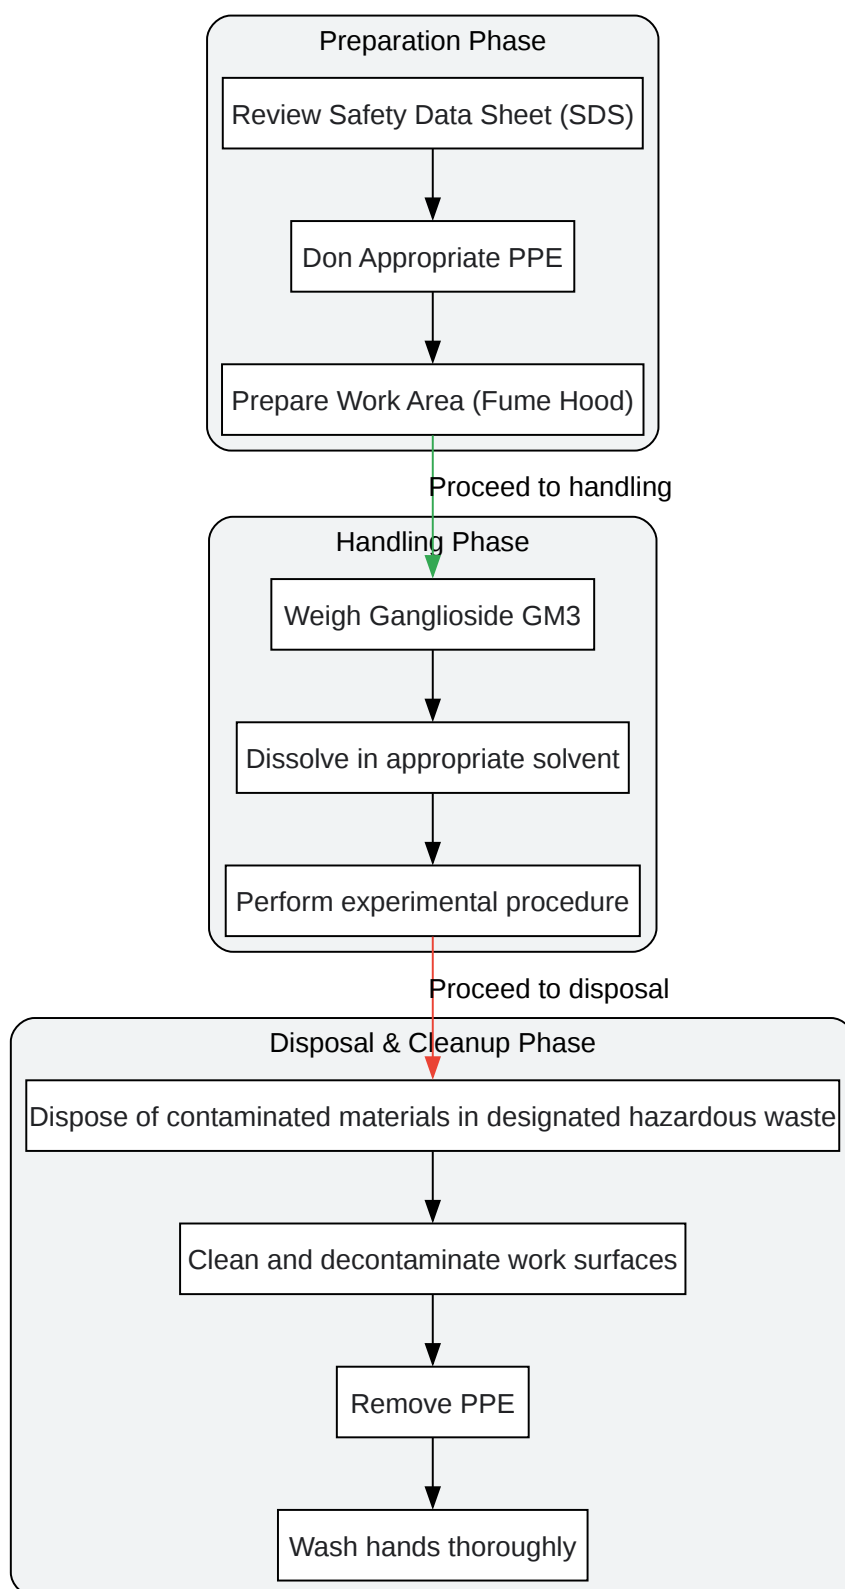 Preparation Phase
Review Safety Data Sheet (SDS)
Don Appropriate PPE
Prepare Work Area (Fume Hood)
Proceed to handling
Handling Phase
Weigh Ganglioside GM3
Dissolve in appropriate solvent
Perform experimental procedure
Proceed to disposal
Disposal & Cleanup Phase
Dispose of contaminated materials in designated hazardous waste
Clean and decontaminate work surfaces
Remove PPE
Wash hands thoroughly